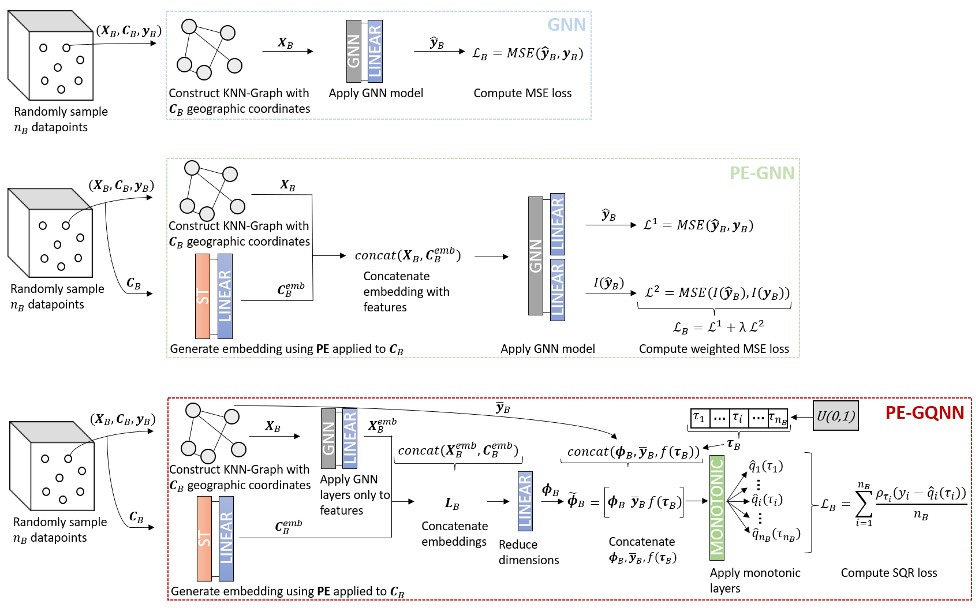 GNN
(X_B, C_B, y_B)
X_B
GNN
LINEAR
ŷ_B
ℒ_B = MSE(ŷ_B, y_B)
Construct KNN-Graph with
C_B geographic coordinates
Apply GNN model
Compute MSE loss
Randomly sample
n_B datapoints
PE-GNN
(X_B, C_B, y_B)
X_B
Construct KNN-Graph with
C_B geographic coordinates
C_B
ST
LINEAR
C_B^emb
concat(X_B, C_B^emb)
Concatenate
embedding with
features
GNN
LINEAR
LINEAR
ŷ_B
ℒ^1 = MSE(ŷ_B, y_B)
I(ŷ_B)
ℒ^2 = MSE(I(ŷ_B), I(y_B))
ℒ_B = ℒ^1 + λ ℒ^2
Randomly sample
n_B datapoints
Generate embedding using PE applied to C_B
Apply GNN model
Compute weighted MSE loss
PE-GQNN
(X_B, C_B, y_B)
X_B
GNN
LINEAR
X_B^emb
ȳ_B
τ_1 ... τ_i ... τ_{n_B}
U(0,1)
τ_B
Construct KNN-Graph with
C_B geographic coordinates
Apply GNN
layers only to
features
concat(X_B^emb, C_B^emb)
concat(ϕ_B, ȳ_B, f(τ_B))
C_B
ST
LINEAR
C_B^emb
L_B
Concatenate
embeddings
LINEAR
Reduce
dimensions
ϕ_B
ϕ̃_B = [ϕ_B ȳ_B f(τ_B)]
Concatenate
ϕ_B, ȳ_B, f(τ_B)
MONOTONIC
q̂_1(τ_1)
...
q̂_i(τ_i)
...
q̂_{n_B}(τ_{n_B})
Apply monotonic
layers
ℒ_B = ∑_{i=1}^{n_B} ρ_{τ_i}(y_i − q̂_i(τ_i)) / n_B
Compute SQR loss
Randomly sample
n_B datapoints
Generate embedding using PE applied to C_B